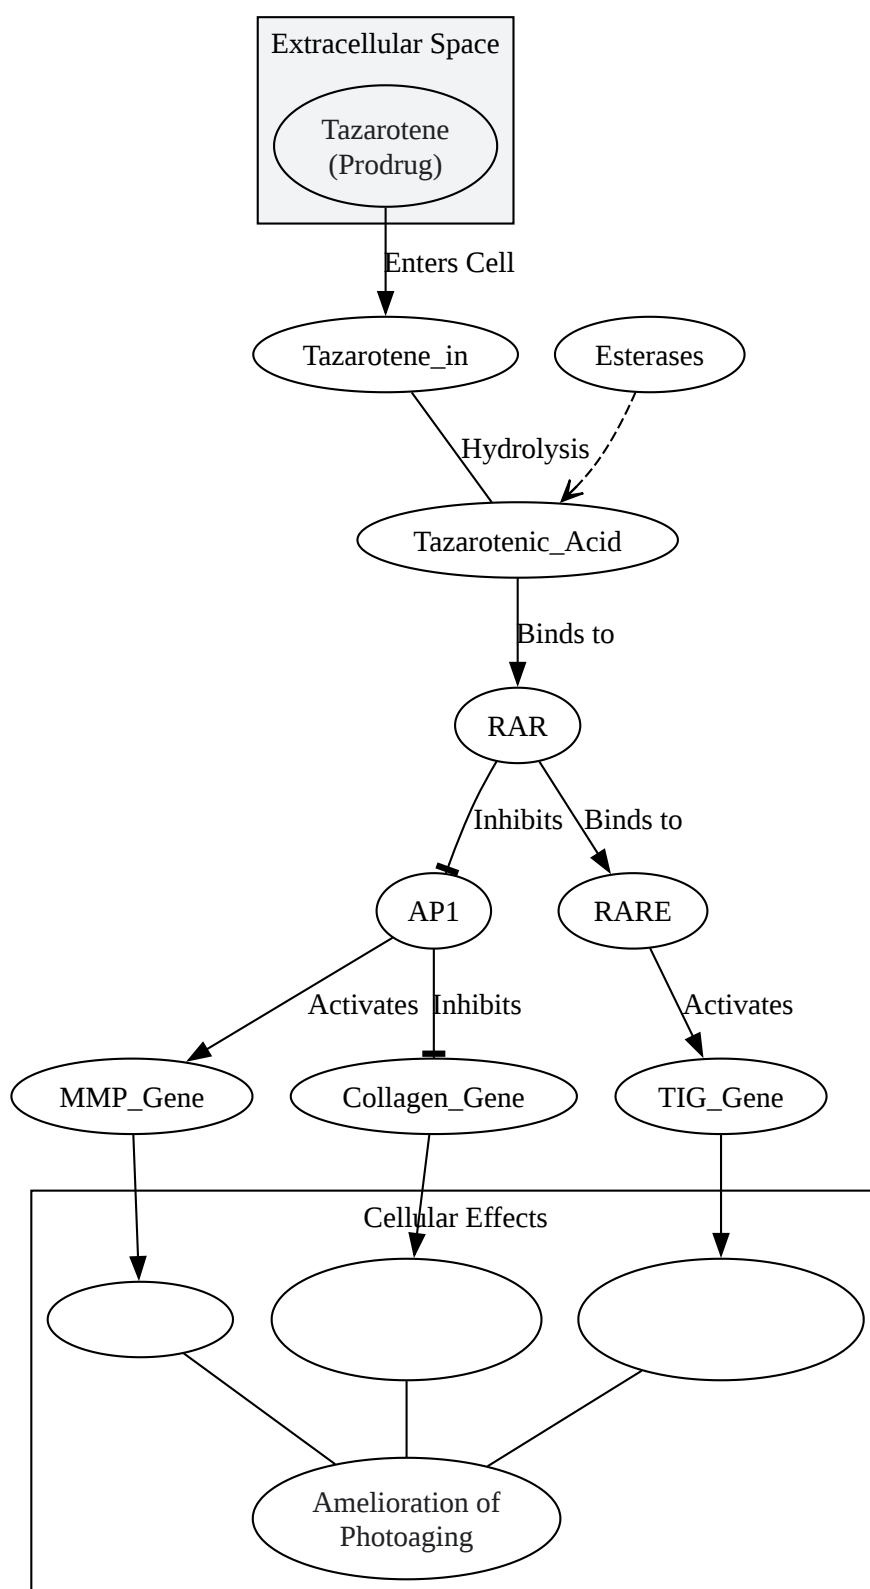 Extracellular Space
Tazarotene
(Prodrug)
Enters Cell
Tazarotene_in
Esterases
Hydrolysis
Tazarotenic_Acid
Binds to
RAR
Inhibits
Binds to
AP1
RARE
Activates
Inhibits
Activates
MMP_Gene
Collagen_Gene
TIG_Gene
Cellular Effects
Amelioration of
Photoaging